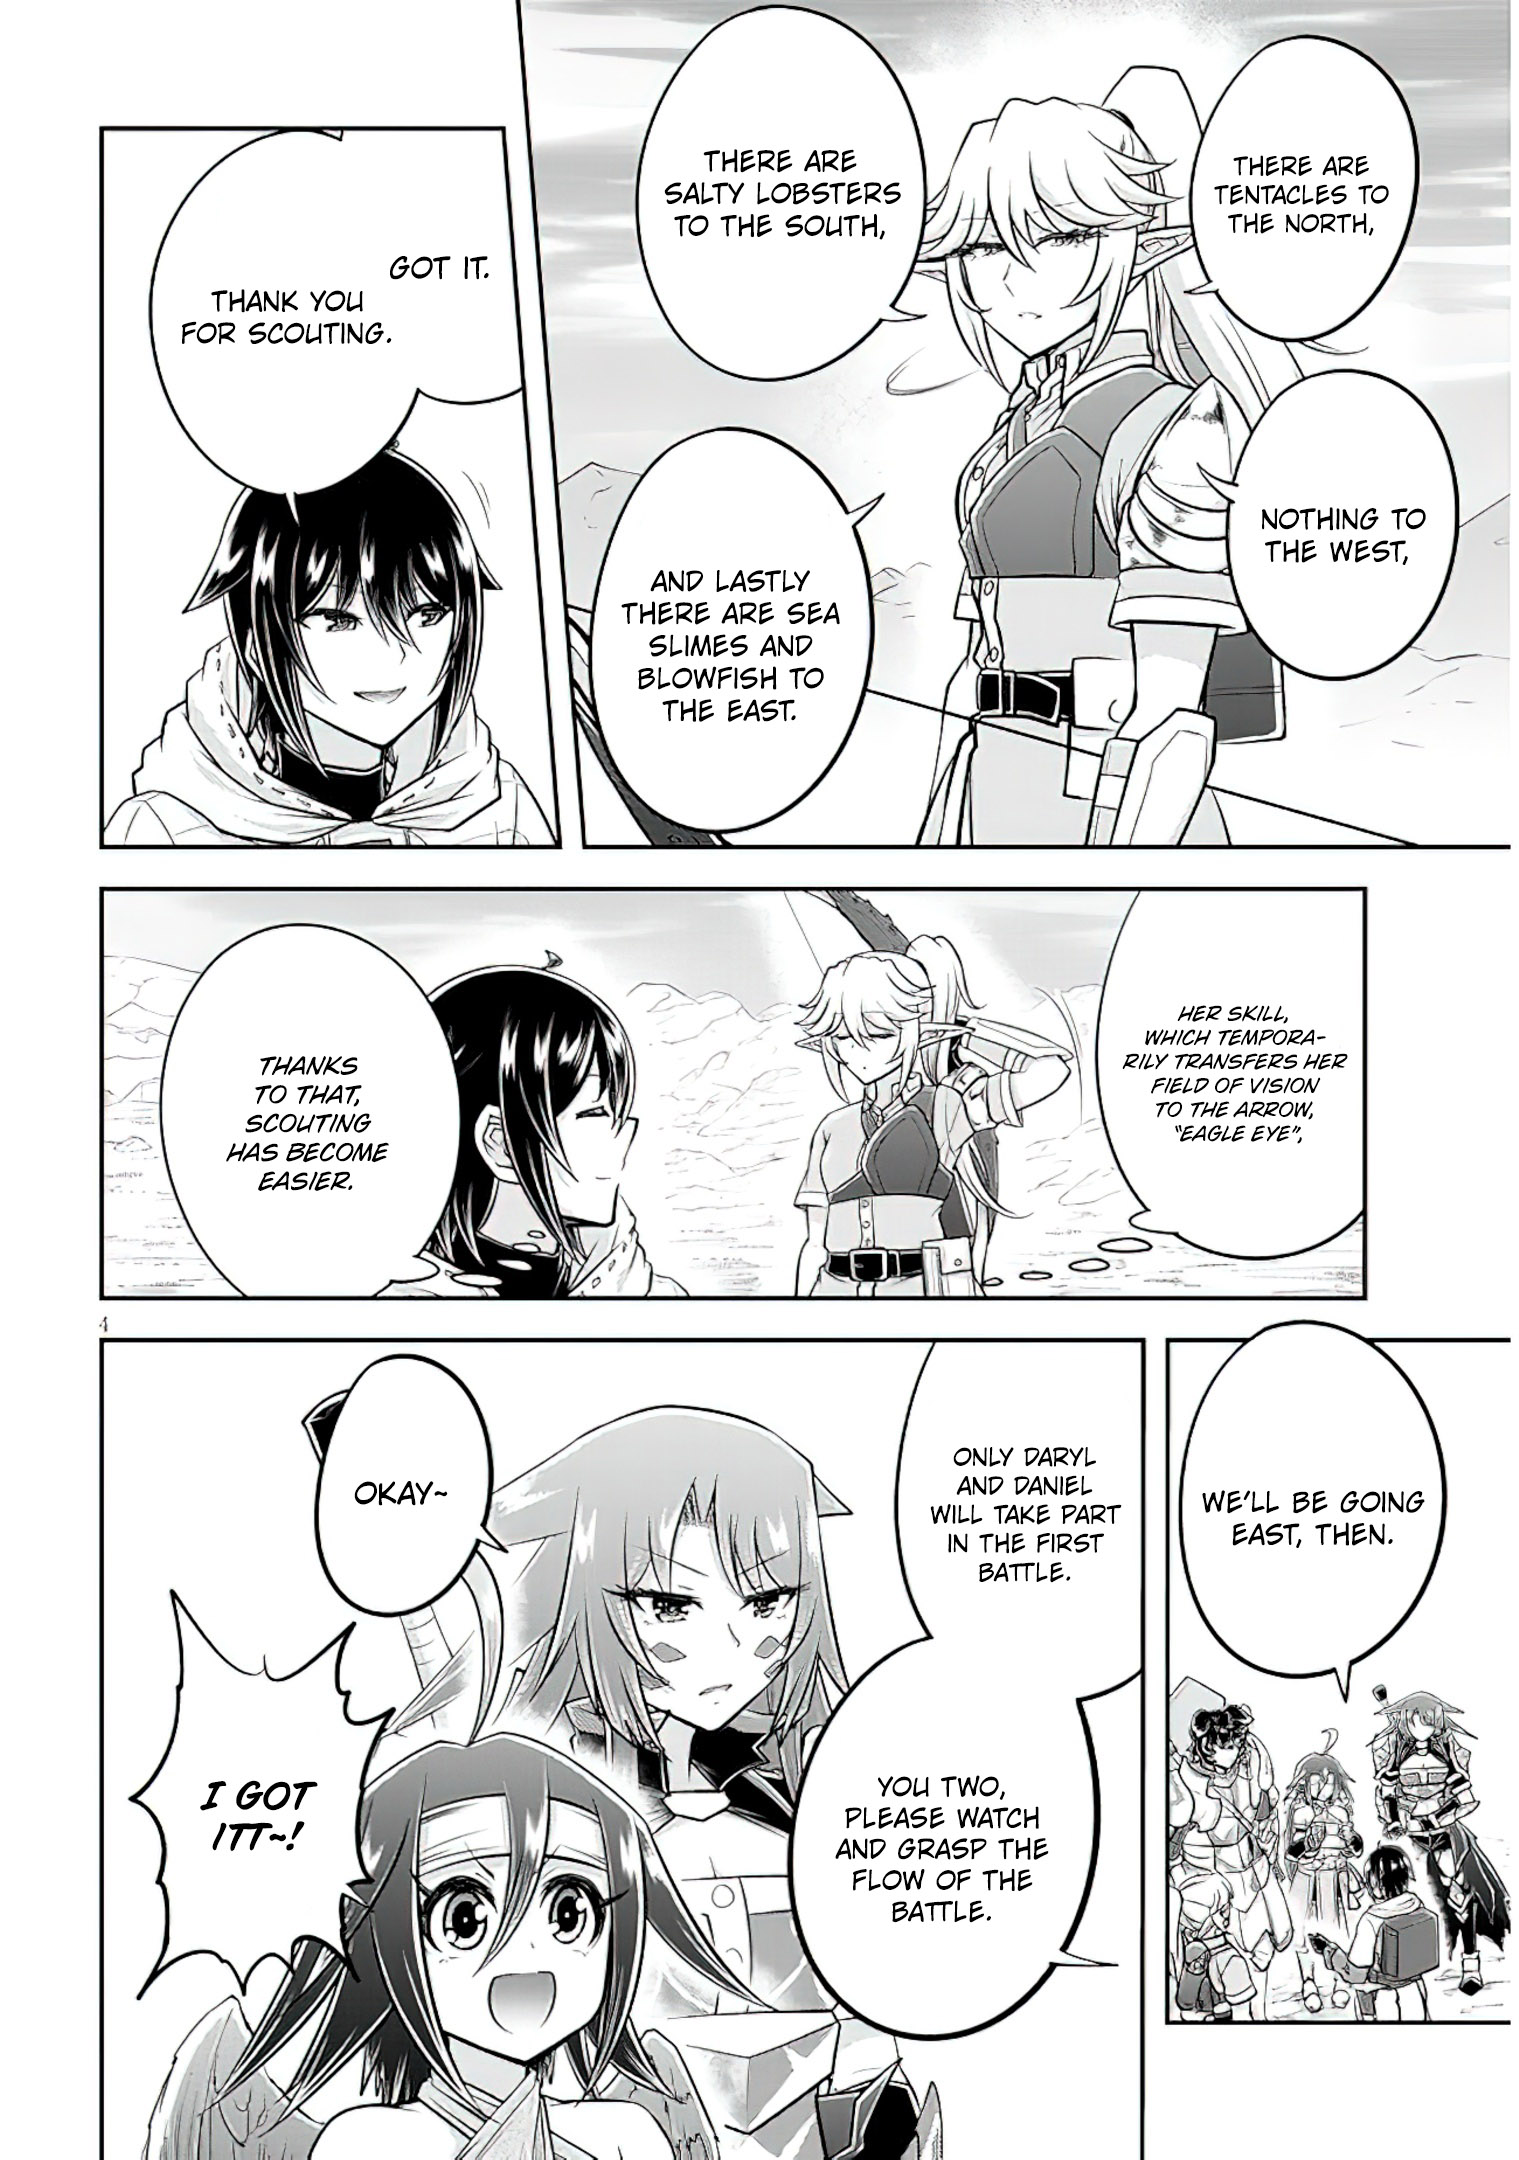 THERE ARE
TENTACLES TO
THE NORTH,
THERE ARE
SALTY LOBSTERS
TO THE SOUTH,
NOTHING TO
THE WEST,
AND LASTLY
THERE ARE SEA
SLIMES AND
BLOWFISH TO
THE EAST.
GOT IT.
THANK YOU
FOR SCOUTING.
HER SKILL,
WHICH TEMPORA-
RILY TRANSFERS HER
FIELD OF VISION
TO THE ARROW,
"EAGLE EYE",
THANKS
TO THAT,
SCOUTING
HAS BECOME
EASIER.
4
WE'LL BE GOING
EAST, THEN.
ONLY DARYL
AND DANIEL
WILL TAKE PART
IN THE FIRST
BATTLE.
YOU TWO,
PLEASE WATCH
AND GRASP THE
FLOW OF THE
BATTLE.
OKAY~
I GOT
ITT~!